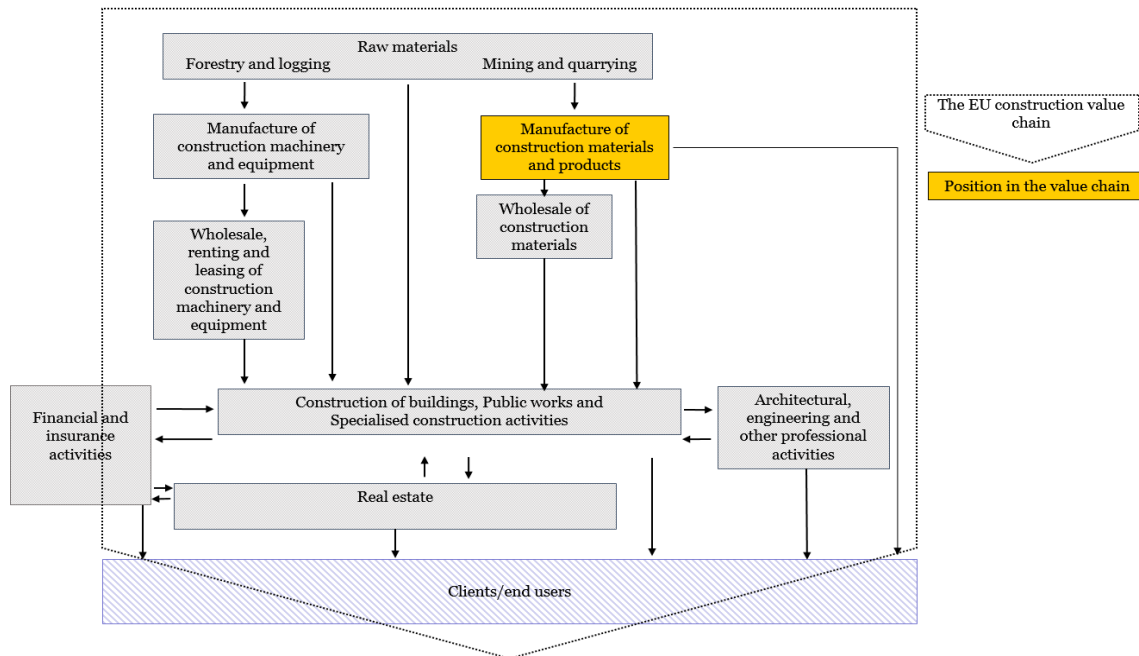 Raw materials
Forestry and logging
Mining and quarrying
The EU construction value
chain
Manufacture of
construction machinery
and equipment
Manufacture of
construction materials
and products
Position in the value chain
Wholesale of
construction
materials
Wholesale,
renting and
leasing of
construction
machinery and
equipment
Financial and
insurance
activities
Construction of buildings, Public works and
Specialised construction activities
Architectural,
engineering and
other professional
activities
Real estate
Clients/end users